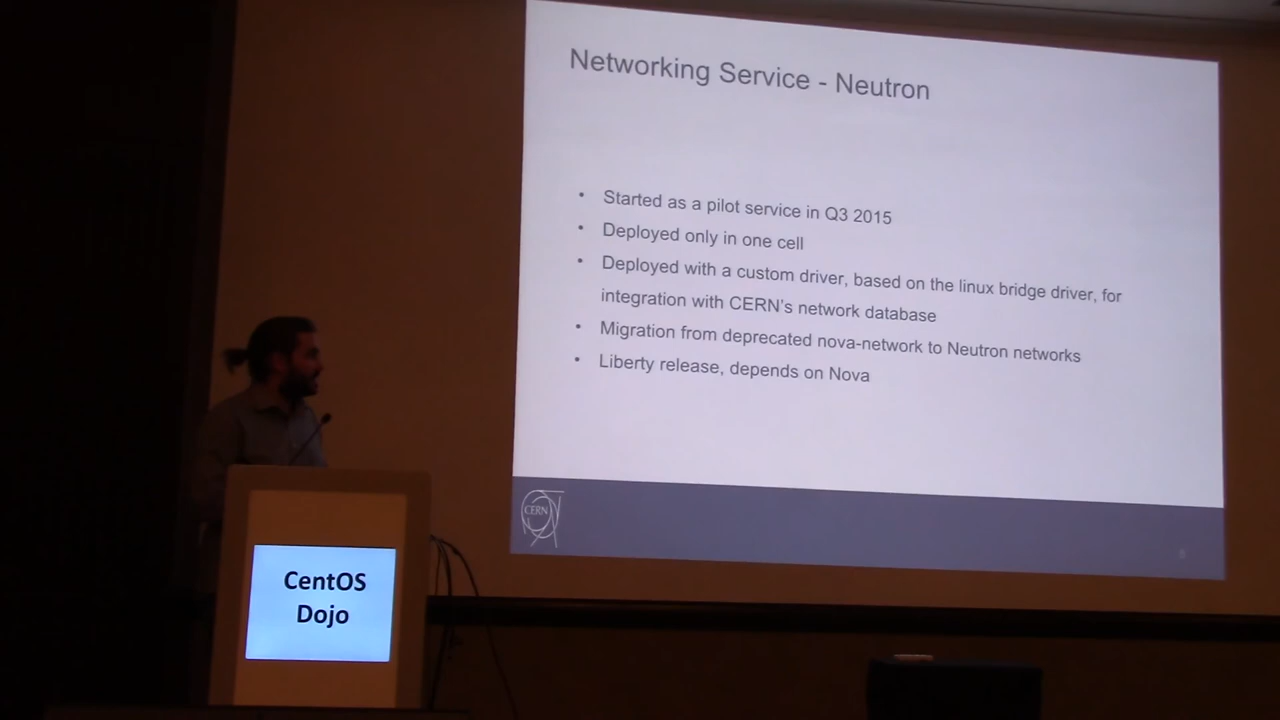 Networking Service - Neutron
• Started as a pilot service in Q3 2015
• Deployed only in one cell
• Deployed with a custom driver, based on the linux bridge driver, for
integration with CERN's network database
• Migration from deprecated nova-network to Neutron networks
• Liberty release, depends on Nova
CERN
CentOS
Dojo